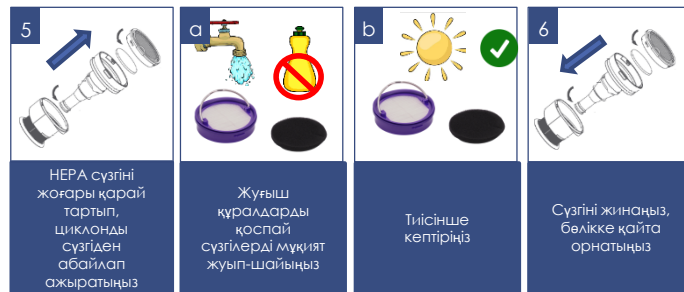 5
HEPA сүзгіні
жоғары қарай
тартып,
циклонды
сүзгіден
абайлап
ажыратыңыз
a
Жуғыш
құралдарды
қоспай
сүзгілерді мұқият
жуып-шайыңыз
b
Тиісінше
кептіріңіз
6
Сүзгіні жинаңыз,
бөлікке қайта
орнатыңыз